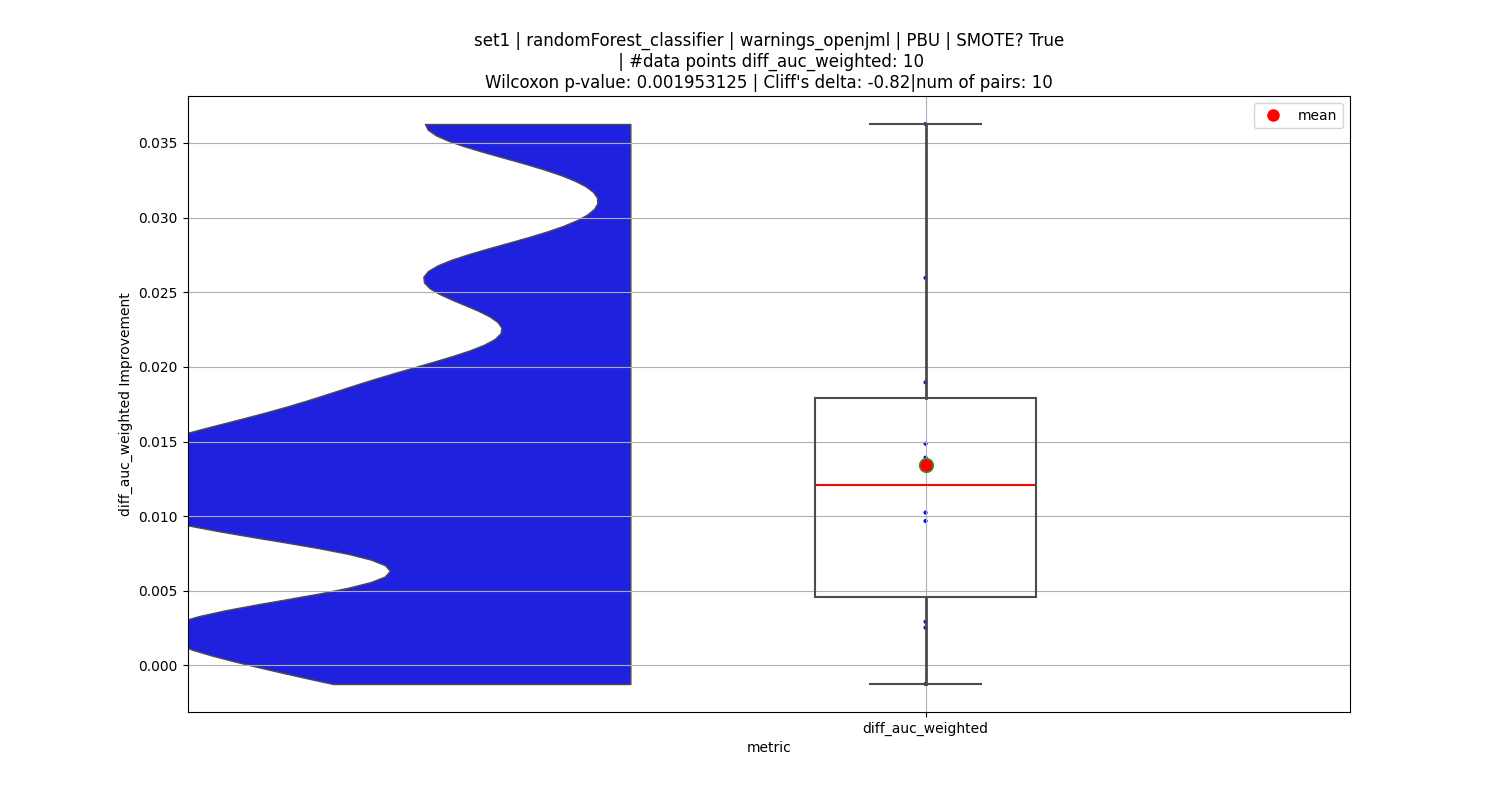 set1 | randomForest_classifier | warnings_openjml | PBU | SMOTE? True
| #data points diff_auc_weighted: 10
Wilcoxon p-value: 0.001953125 | Cliff's delta: -0.82|num of pairs: 10
mean
0.035
0.030
0.025
0.020
0.015
0.010
0.005
0.000
diff_auc_weighted Improvement
diff_auc_weighted
metric